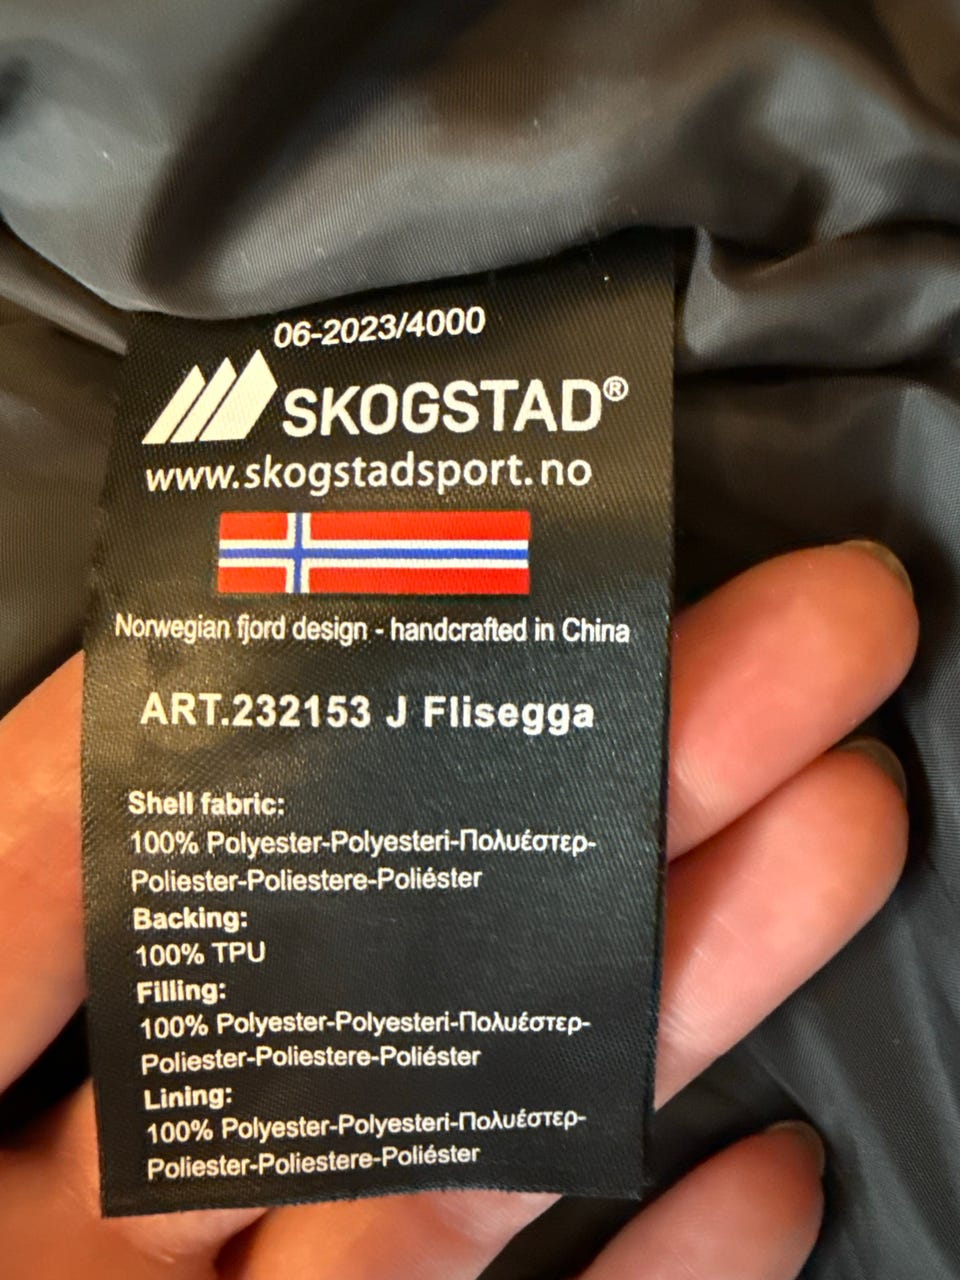 06-2023/4000
SKOGSTAD®
www.skogstadsport.no
Norwegian fjord design - handcrafted in China
ART.232153 J Flisegga
Shell fabric:
100% Polyester-Polyesteri-Πολυέστερ-
Poliester-Poliestere-Poliéster
Backing:
100% TPU
Filling:
100% Polyester-Polyesteri-Πολυέστερ-
Poliester-Poliestere-Poliéster
Lining:
100% Polyester-Polyesteri-Πολυέστερ-
Poliester-Poliestere-Poliéster